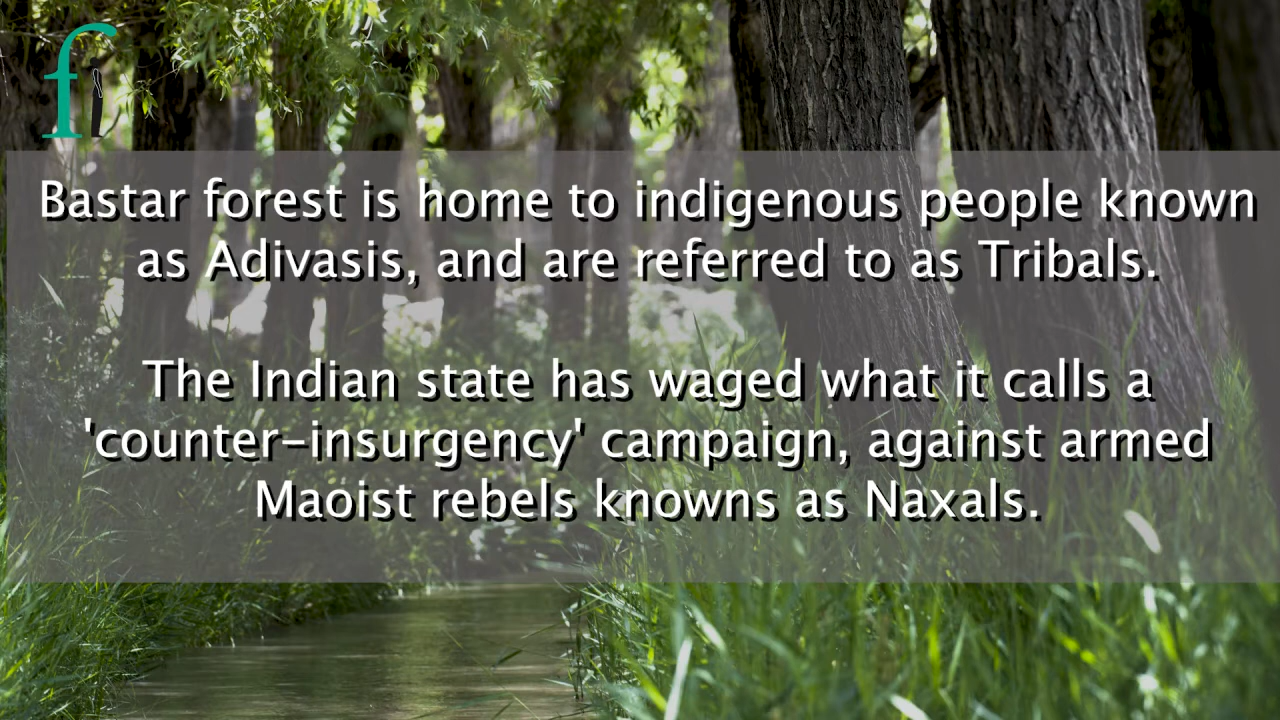 fi
Bastar forest is home to indigenous people known
as Adivasis, and are referred to as Tribals.
The Indian state has waged what it calls a
'counter-insurgency' campaign, against armed
Maoist rebels knowns as Naxals.